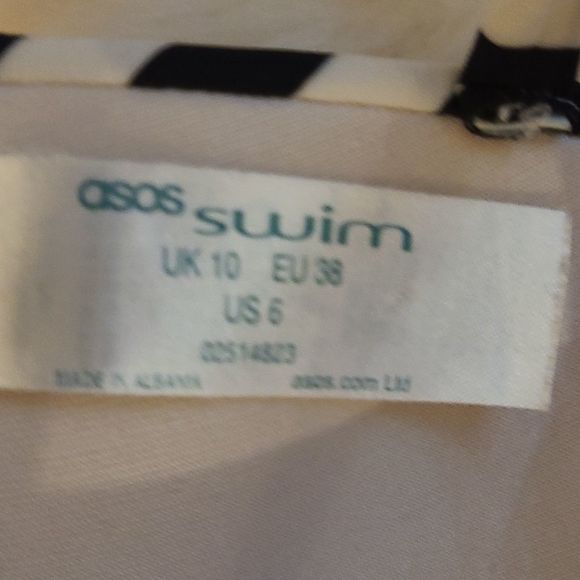 asos swim
UK 10 EU 38
US 6
02514823
MADE IN ALBANIA asos.com Ltd